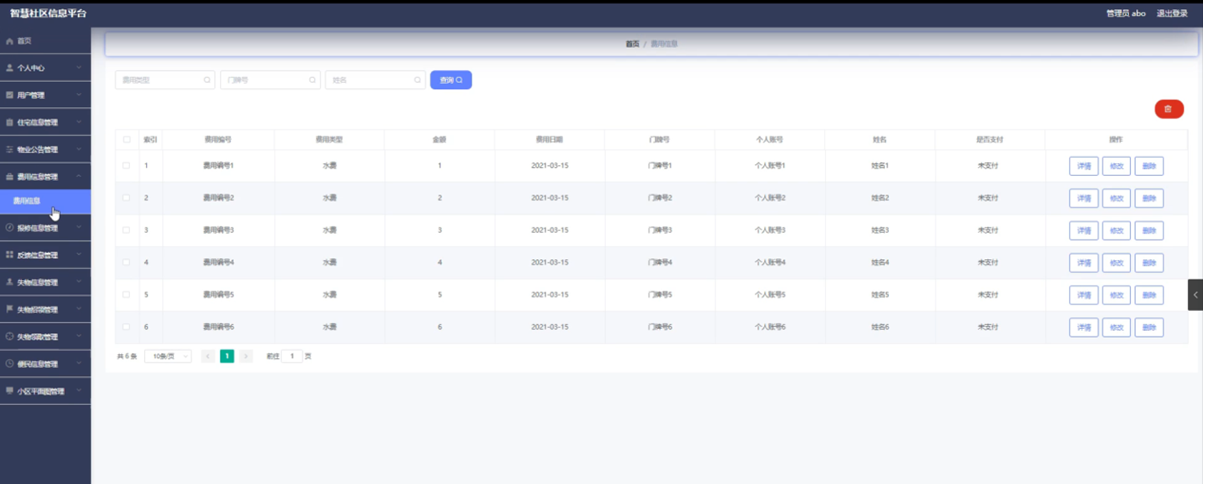 智慧社区信息平台
管理员 abo 退出登录
首页
首页 / 费用信息
个人中心
用户管理
住宅信息管理
物业公告管理
费用信息管理
费用信息
报修信息管理
反馈信息管理
失物信息管理
失物招领管理
失物领取管理
便民信息管理
小区平面图管理
费用类型 门牌号 姓名 查询
索引 费用编号 费用类型 金额 费用日期 门牌号 个人账号 姓名 是否支付 操作
1 费用编号1 水费 1 2021-03-15 门牌号1 个人账号1 姓名1 未支付 详情 修改 删除
2 费用编号2 水费 2 2021-03-15 门牌号2 个人账号2 姓名2 未支付 详情 修改 删除
3 费用编号3 水费 3 2021-03-15 门牌号3 个人账号3 姓名3 未支付 详情 修改 删除
4 费用编号4 水费 4 2021-03-15 门牌号4 个人账号4 姓名4 未支付 详情 修改 删除
5 费用编号5 水费 5 2021-03-15 门牌号5 个人账号5 姓名5 未支付 详情 修改 删除
6 费用编号6 水费 6 2021-03-15 门牌号6 个人账号6 姓名6 未支付 详情 修改 删除
共 6 条 10条/页 1 前往 1 页